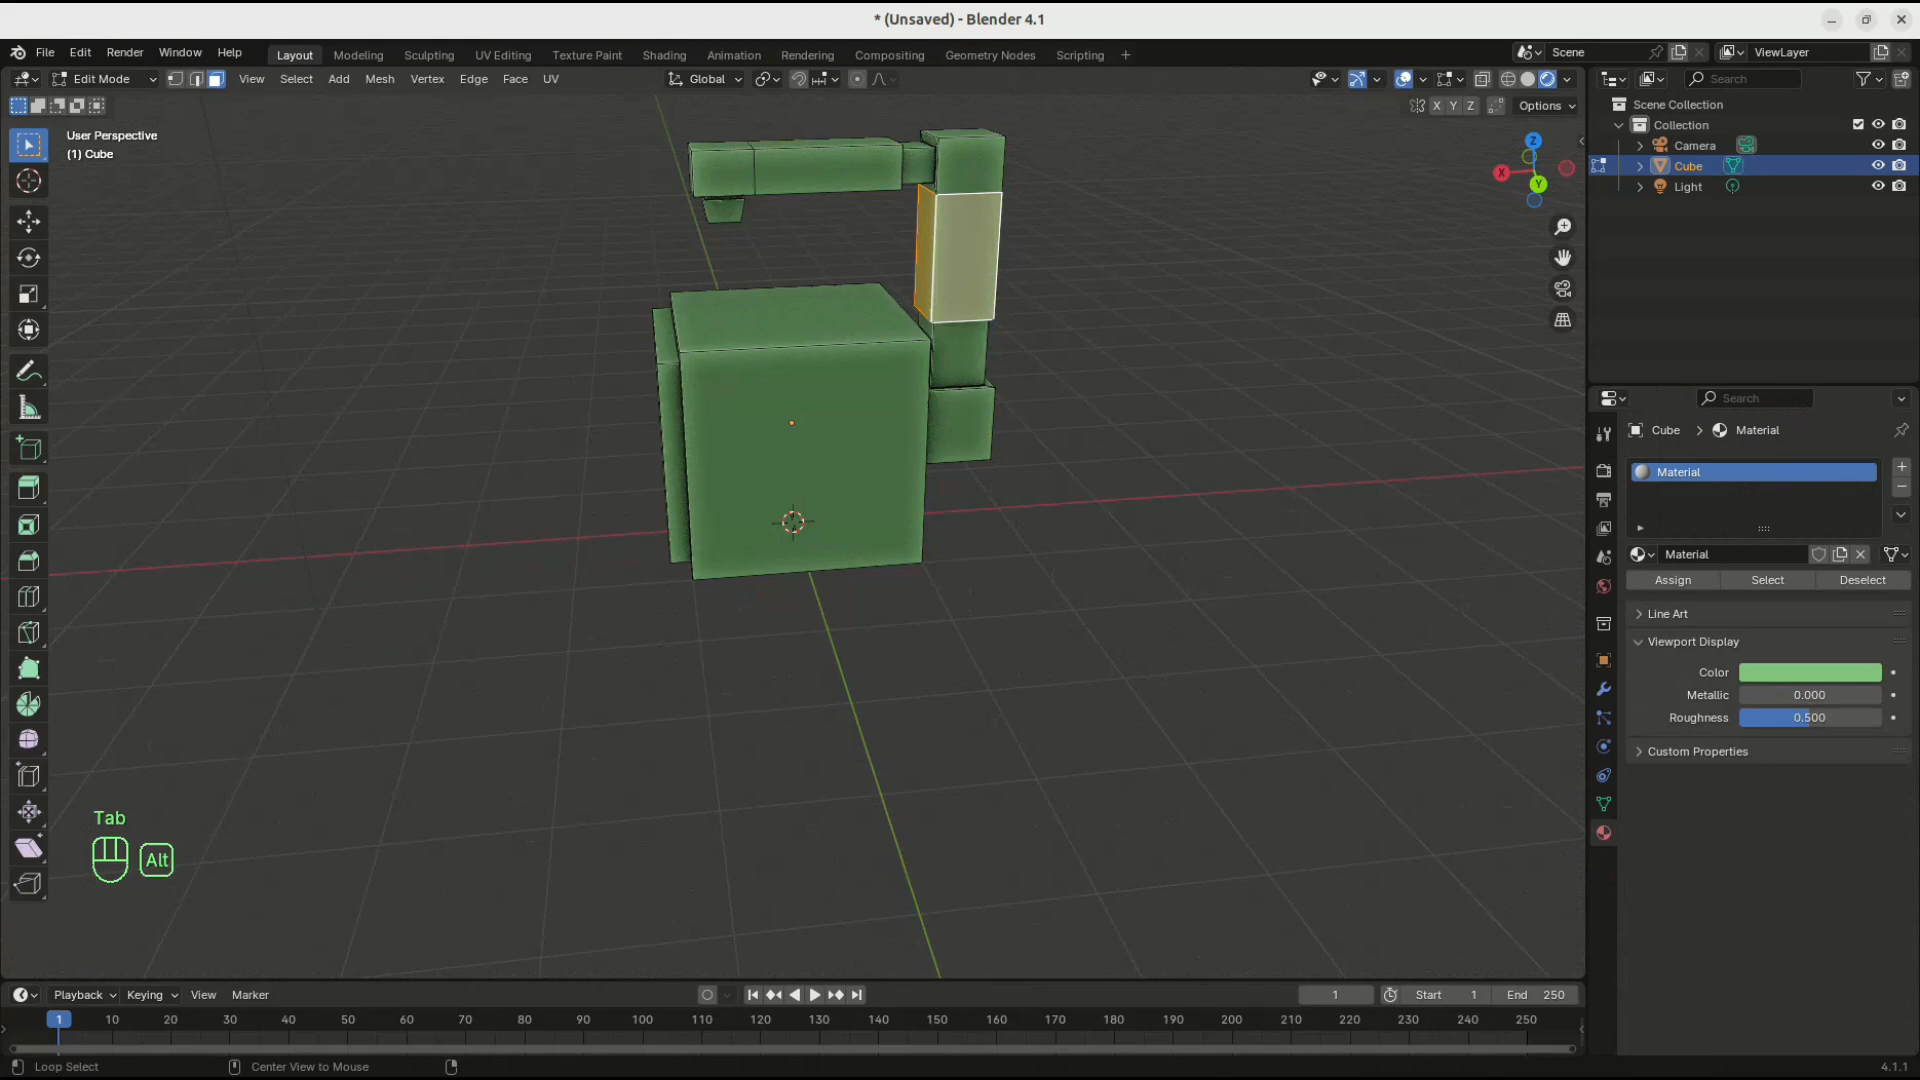 * (Unsaved) - Blender 4.1
File Edit Render Window Help Layout Modeling Sculpting UV Editing Texture Paint Shading Animation Rendering Compositing Geometry Nodes Scripting + Scene ViewLayer
Edit Mode View Select Add Mesh Vertex Edge Face UV Global Search
X Y Z Options
User Perspective
(1) Cube
Scene Collection
Collection
Camera
Cube
Light
Z
X
Y
Search
Cube > Material
Material
Material
Assign Select Deselect
Line Art
Viewport Display
Color
Metallic 0.000
Roughness 0.500
Custom Properties
Tab
Alt
Playback Keying View Marker 1 Start 1 End 250
1 10 20 30 40 50 60 70 80 90 100 110 120 130 140 150 160 170 180 190 200 210 220 230 240 250
Loop Select Center View to Mouse 4.1.1